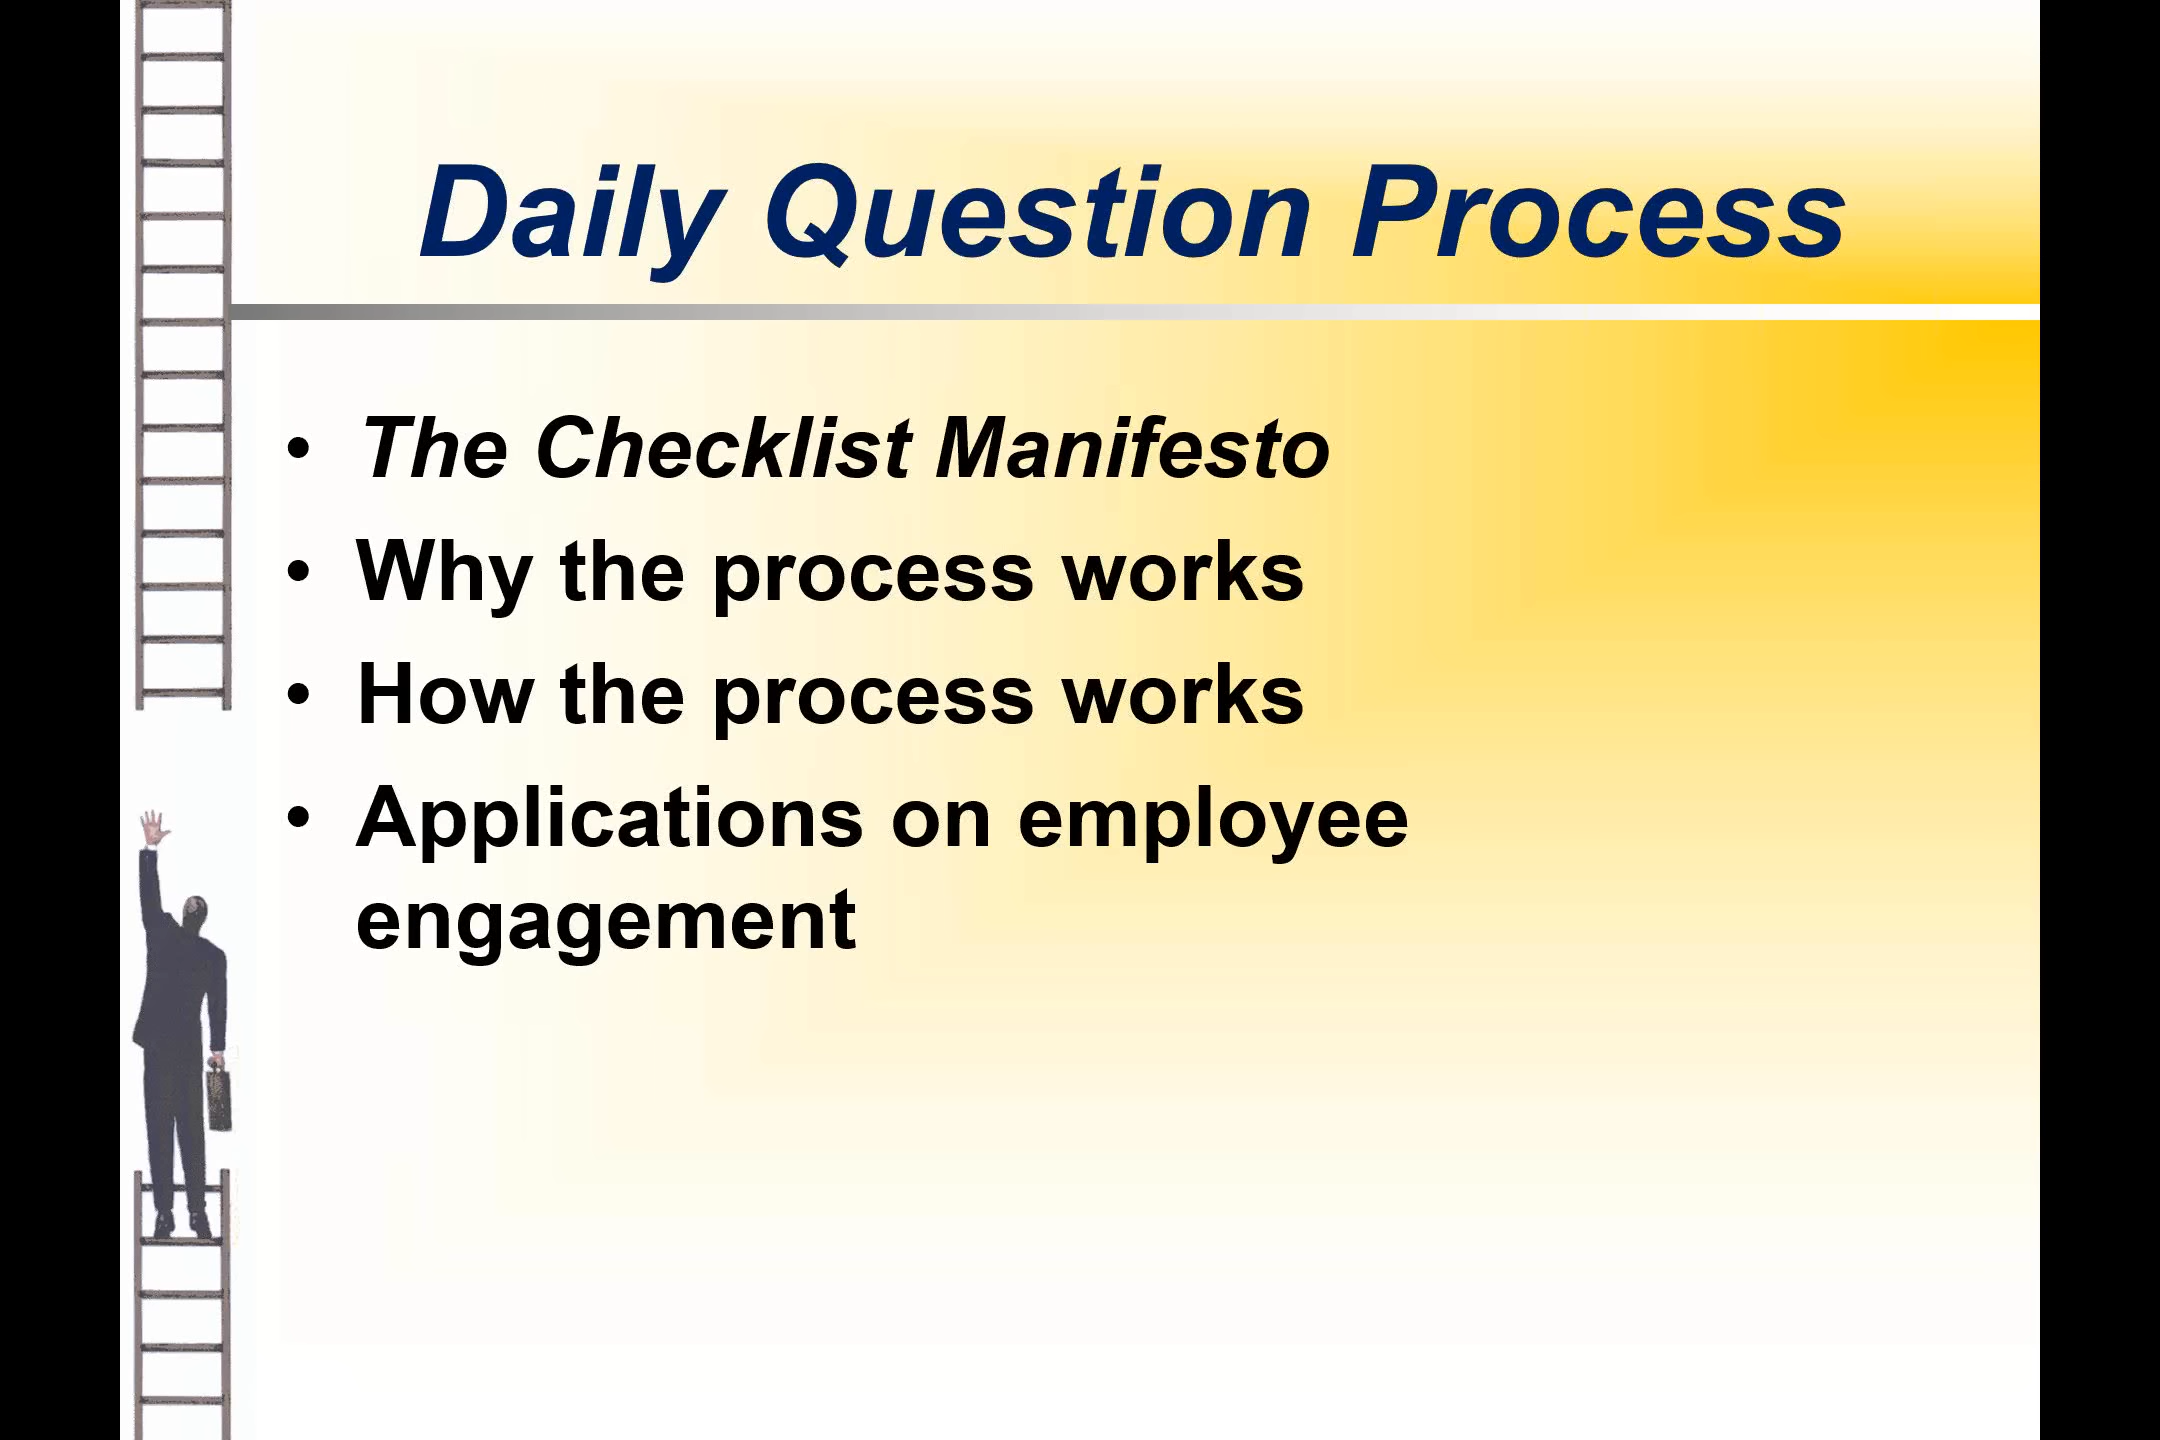 Daily Question Process
• The Checklist Manifesto
• Why the process works
• How the process works
• Applications on employee
engagement